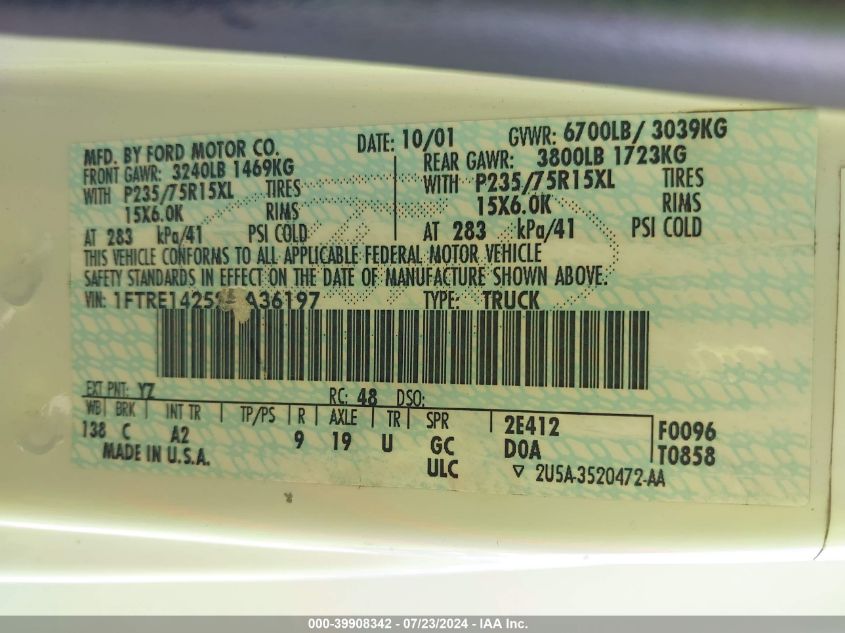 MFD. BY FORD MOTOR CO.
DATE: 10/01 GVWR: 6700LB/ 3039KG
FRONT GAWR: 3240LB 1469KG REAR GAWR: 3800LB 1723KG
WITH P235/75R15XL TIRES WITH P235/75R15XL TIRES
15X6.0K RIMS 15X6.0K RIMS
AT 283 kPa/41 PSI COLD AT 283 kPa/41 PSI COLD
THIS VEHICLE CONFORMS TO ALL APPLICABLE FEDERAL MOTOR VEHICLE
SAFETY STANDARDS IN EFFECT ON THE DATE OF MANUFACTURE SHOWN ABOVE.
VIN: TYPE: TRUCK
EXT PNT: YZ RC: 48 DSO:
WB BRK INT TR TP/PS R AXLE TR SPR 2E412 F0096
138 C A2 9 19 U GC D0A T0858
MADE IN U.S.A. ULC ▽ 2U5A-3520472-AA
000-39908342 / 07/23/2024 - IAA Inc.